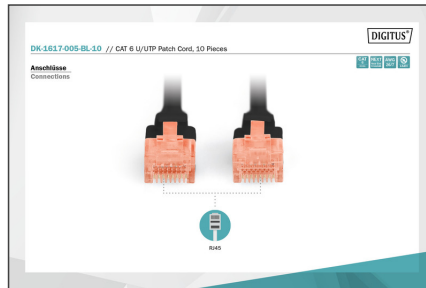 DIGITUS®
DK-1617-005-BL-10 // CAT 6 U/UTP Patch Cord, 10 Pieces
Anschlüsse
Connections
RJ45